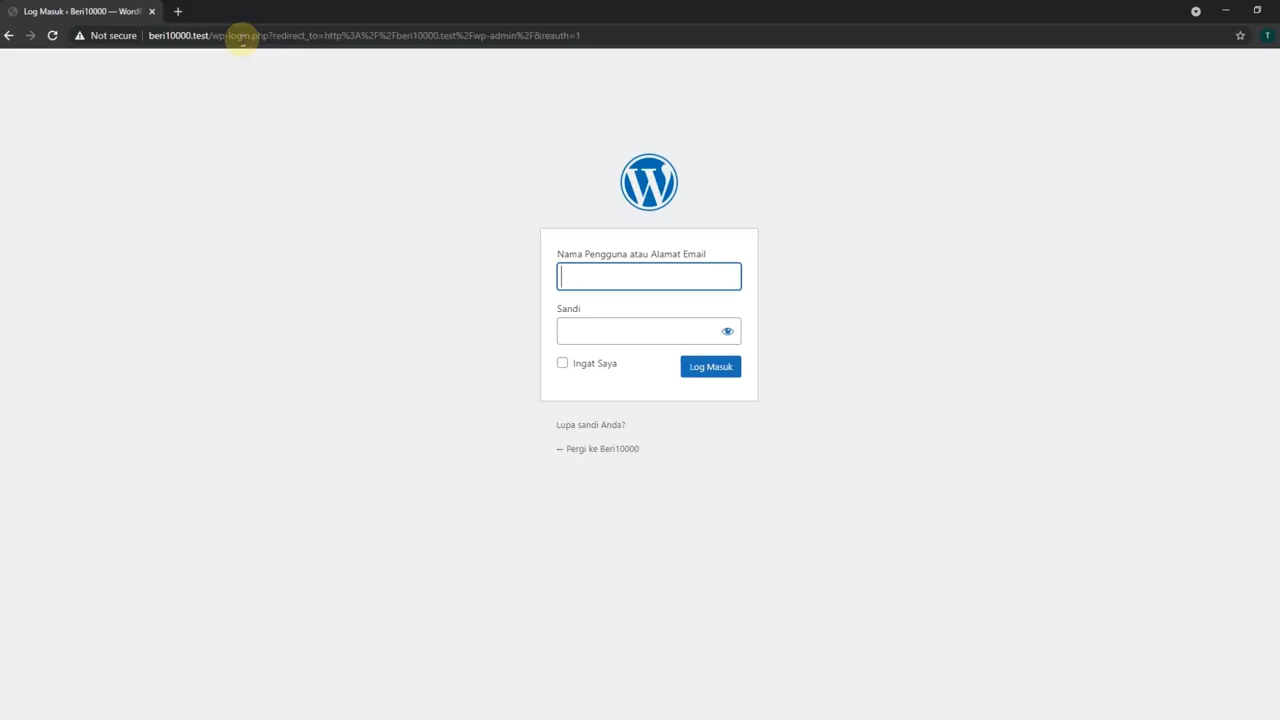 Log Masuk ‹ Beri10000 — WordP
Not secure
beri10000.test/wp-login.php?redirect_to=http%3A%2F%2Fberi10000.test%2Fwp-admin%2F&reauth=1
T
Nama Pengguna atau Alamat Email
Sandi
Ingat Saya
Log Masuk
Lupa sandi Anda?
← Pergi ke Beri10000